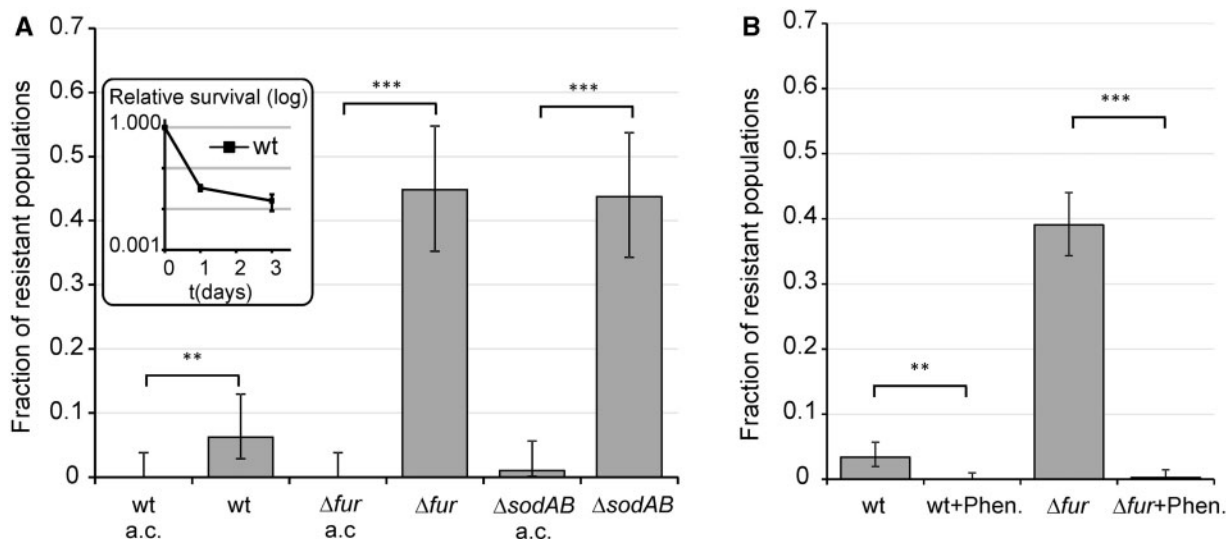 A
Fraction of resistant populations
0.7
0.6
0.5
0.4
0.3
0.2
0.1
0
Relative survival (log)
1.000
wt
0.001
0 1 2 3
t(days)
**
***
***
wt a.c.
wt
Δfur a.c
Δfur
ΔsodAB a.c.
ΔsodAB
B
Fraction of resistant populations
0.7
0.6
0.5
0.4
0.3
0.2
0.1
0
**
***
wt
wt+Phen.
Δfur
Δfur+Phen.